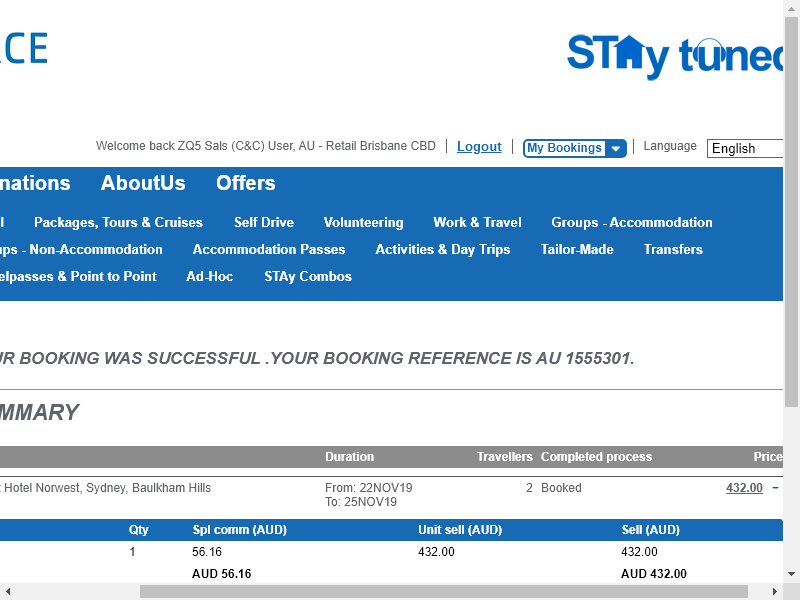 CE
STAy tuned
Welcome back ZQ5 Sals (C&C) User, AU - Retail Brisbane CBD Logout My Bookings Language English
nations AboutUs Offers
l Packages, Tours & Cruises Self Drive Volunteering Work & Travel Groups - Accommodation
ups - Non-Accommodation Accommodation Passes Activities & Day Trips Tailor-Made Transfers
elpasses & Point to Point Ad-Hoc STAy Combos
UR BOOKING WAS SUCCESSFUL .YOUR BOOKING REFERENCE IS AU 1555301.
MMARY
Duration Travellers Completed process Price
t Hotel Norwest, Sydney, Baulkham Hills From: 22NOV19 2 Booked 432.00 –
To: 25NOV19
Qty Spl comm (AUD) Unit sell (AUD) Sell (AUD)
1 56.16 432.00 432.00
AUD 56.16 AUD 432.00